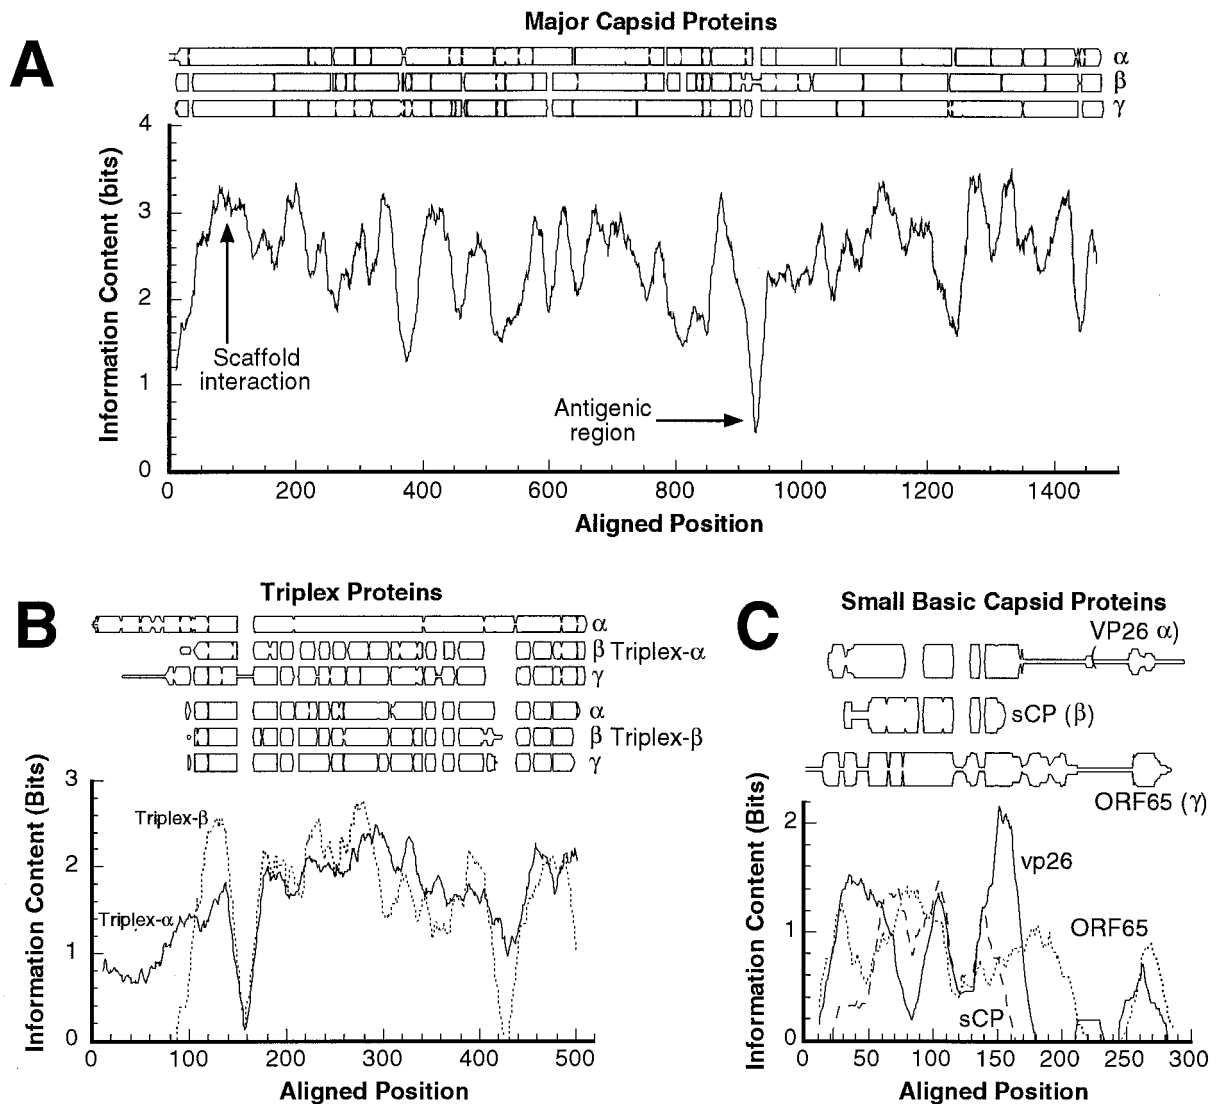 A
Major Capsid Proteins
α
β
γ
Information Content (bits)
4
3
2
1
0
Scaffold
interaction
Antigenic
region
0
200
400
600
800
1000
1200
1400
Aligned Position
B
Triplex Proteins
α
β Triplex-α
γ
α
β Triplex-β
γ
Information Content (Bits)
3
2
1
0
Triplex-β
Triplex-α
0
100
200
300
400
500
Aligned Position
C
Small Basic Capsid Proteins
VP26 α)
sCP (β)
ORF65 (γ)
Information Content (Bits)
2
1
0
vp26
ORF65
sCP
0
50
100
150
200
250
300
Aligned Position